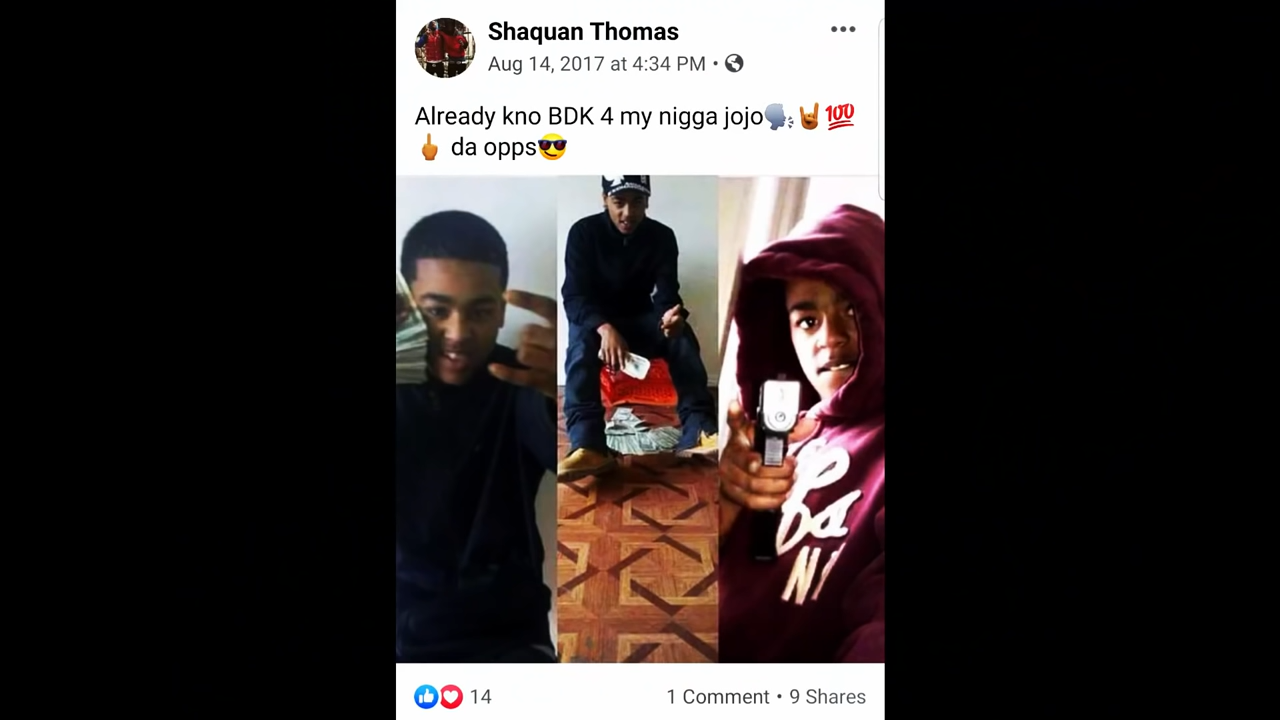 Shaquan Thomas
Aug 14, 2017 at 4:34 PM •
Already kno BDK 4 my nigga jojo🗣️🤘💯
🖕 da opps😎
14
1 Comment • 9 Shares